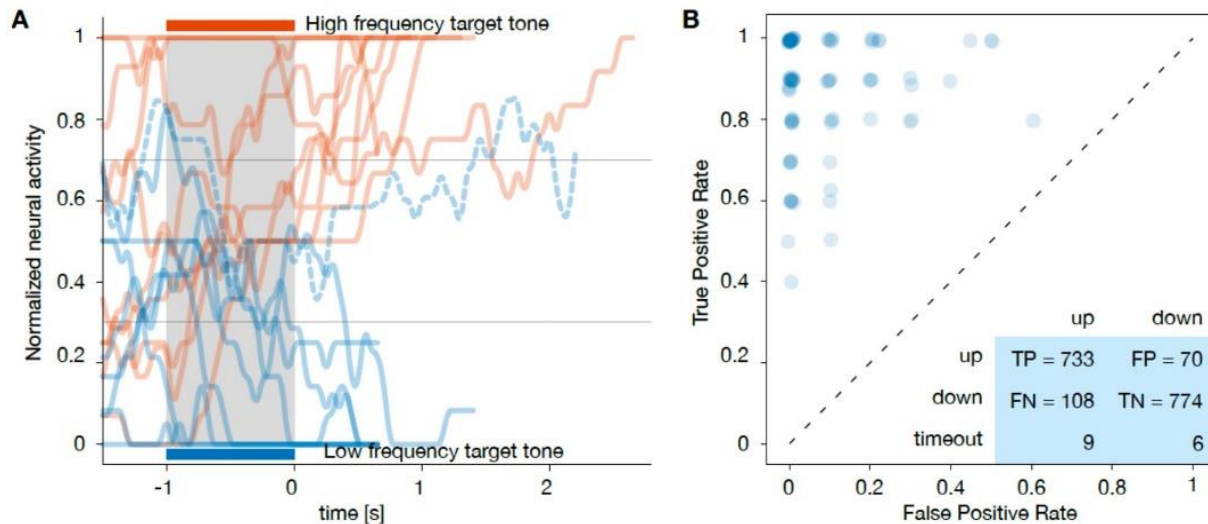 A
High frequency target tone
1
0.8
0.6
0.4
0.2
0
Normalized neural activity
Low frequency target tone
-1 0 1 2
time [s]
B
1
0.8
0.6
0.4
0.2
0
True Positive Rate
up down
up TP = 733 FP = 70
down FN = 108 TN = 774
timeout 9 6
0 0.2 0.4 0.6 0.8 1
False Positive Rate